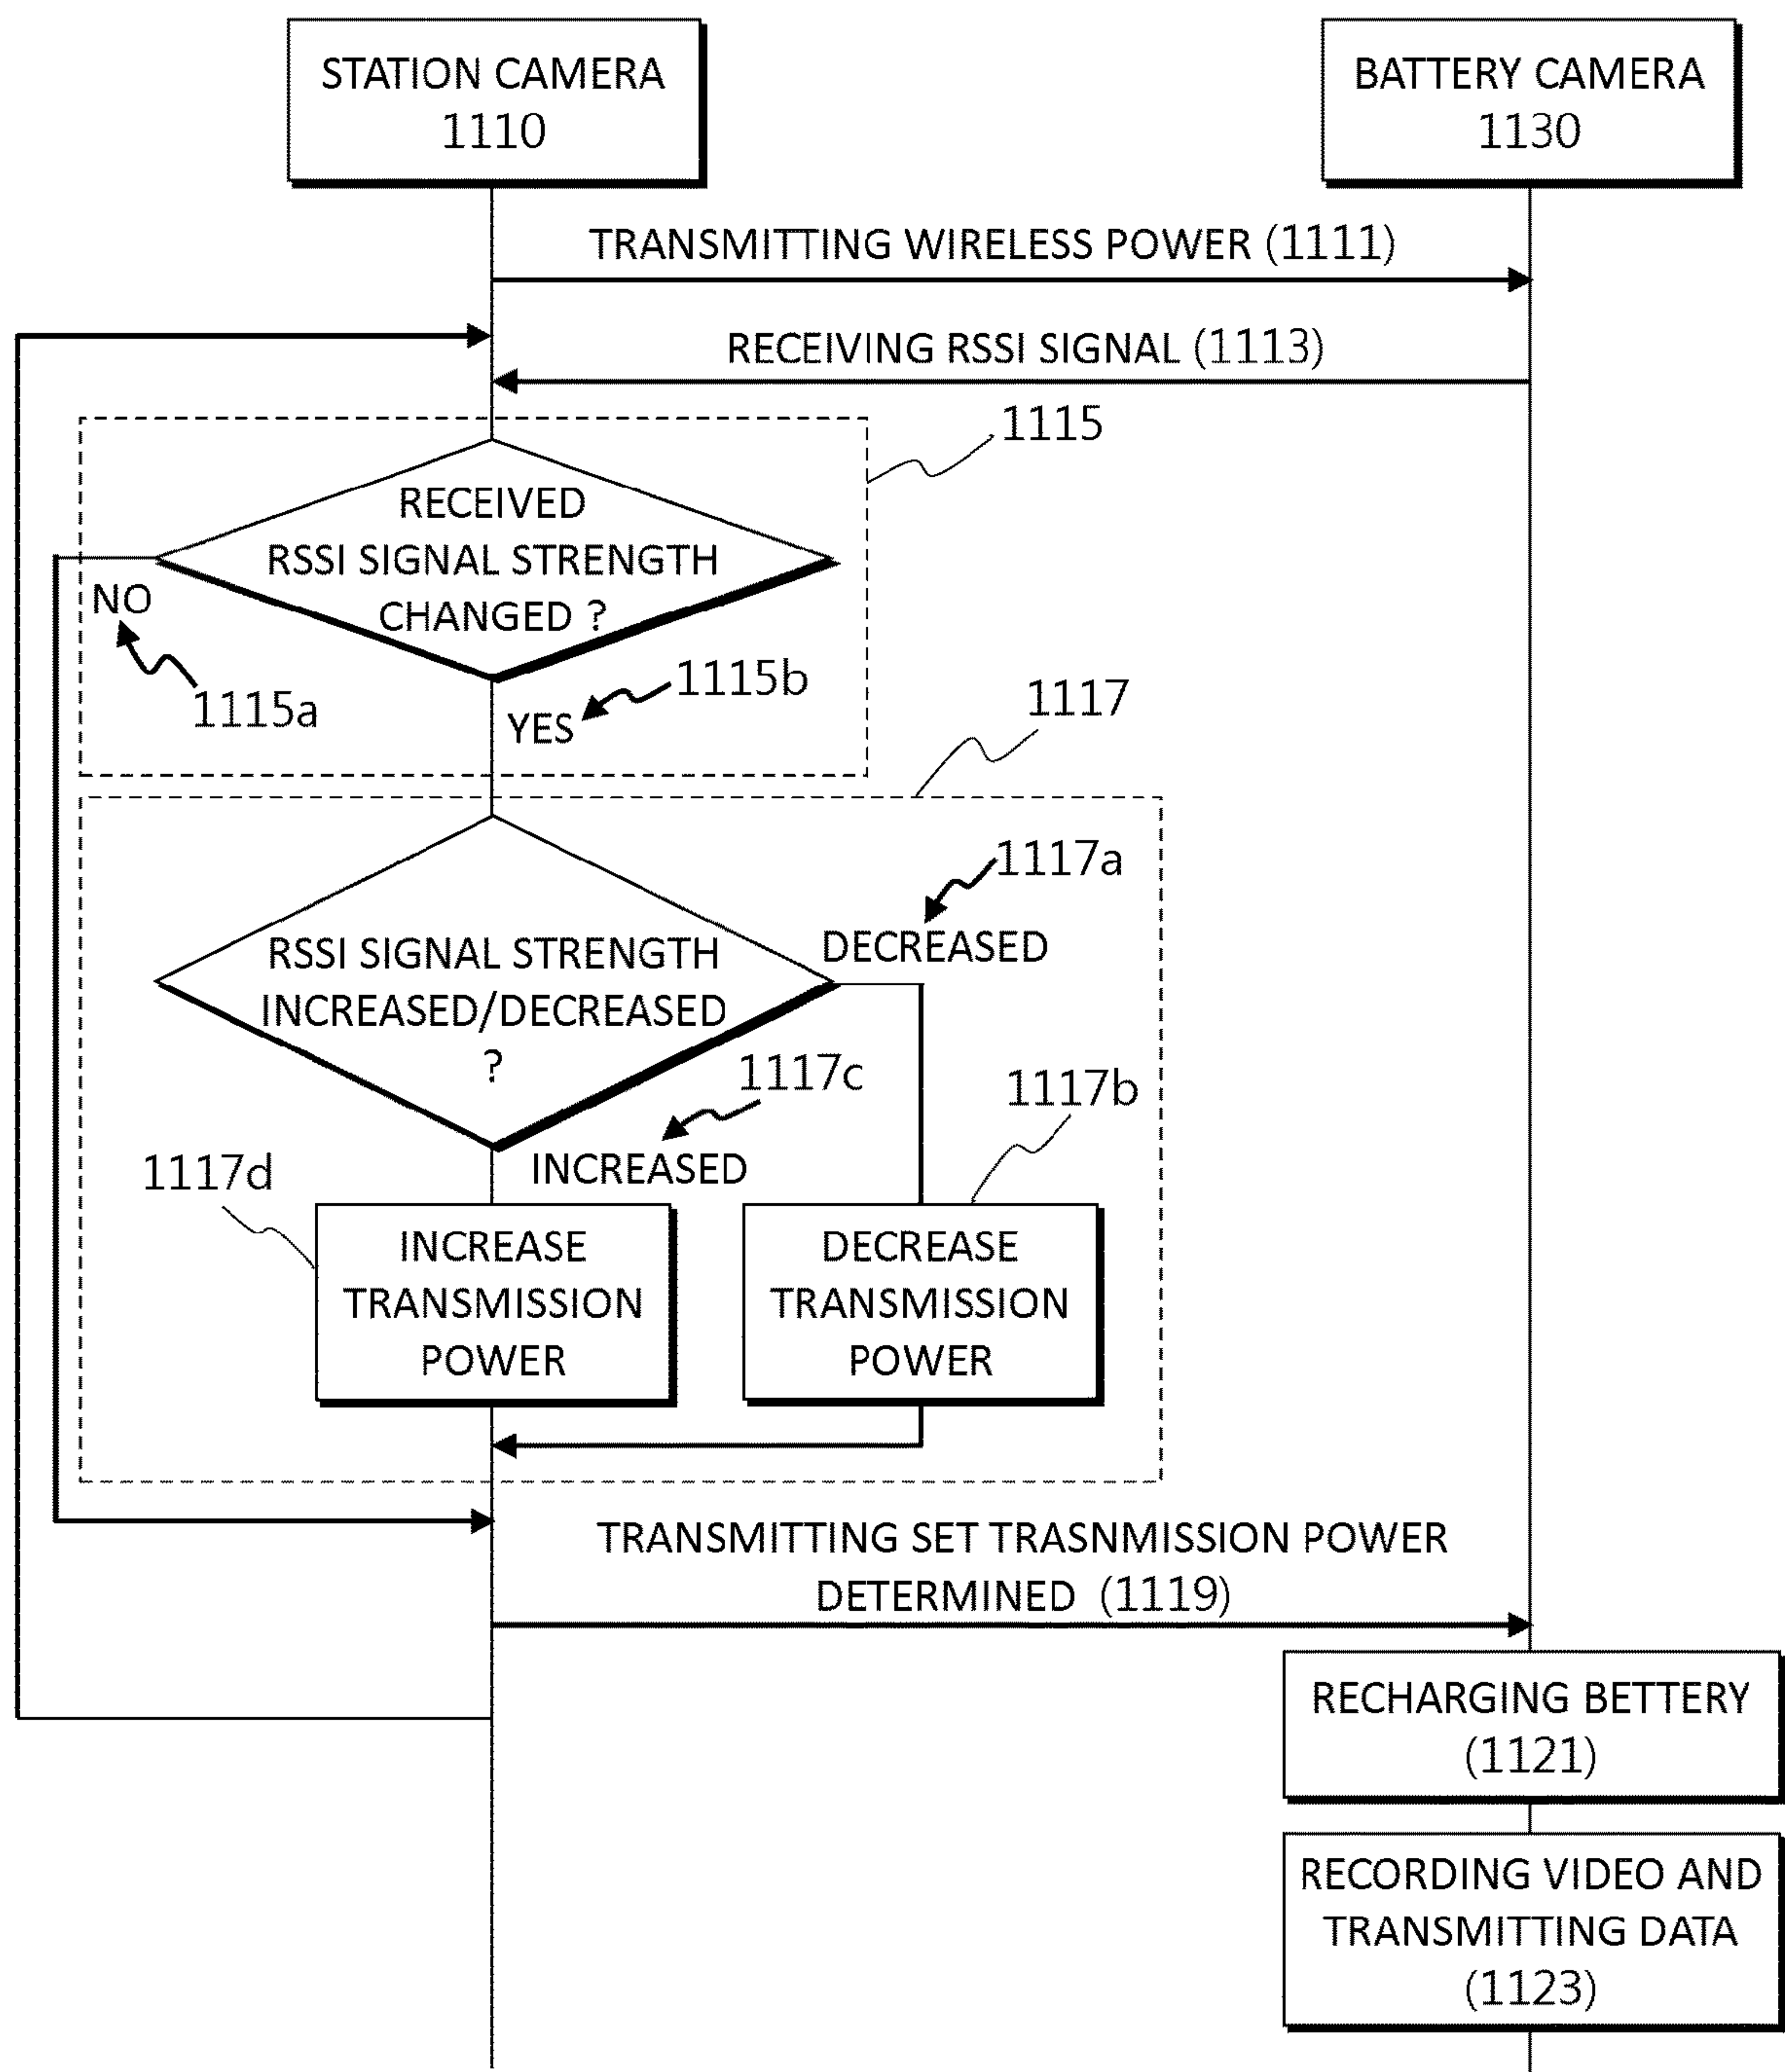 STATION CAMERA
1110
BATTERY CAMERA
1130
TRANSMITTING WIRELESS POWER (1111)
RECEIVING RSSI SIGNAL (1113)
1115
RECEIVED
RSSI SIGNAL STRENGTH
CHANGED ?
NO
1115a
1115b
YES
1117
1117a
DECREASED
RSSI SIGNAL STRENGTH
INCREASED/DECREASED
?
1117c
INCREASED
1117b
1117d
INCREASE
TRANSMISSION
POWER
DECREASE
TRANSMISSION
POWER
TRANSMITTING SET TRASNMISSION POWER
DETERMINED (1119)
RECHARGING BETTERY
(1121)
RECORDING VIDEO AND
TRANSMITTING DATA
(1123)